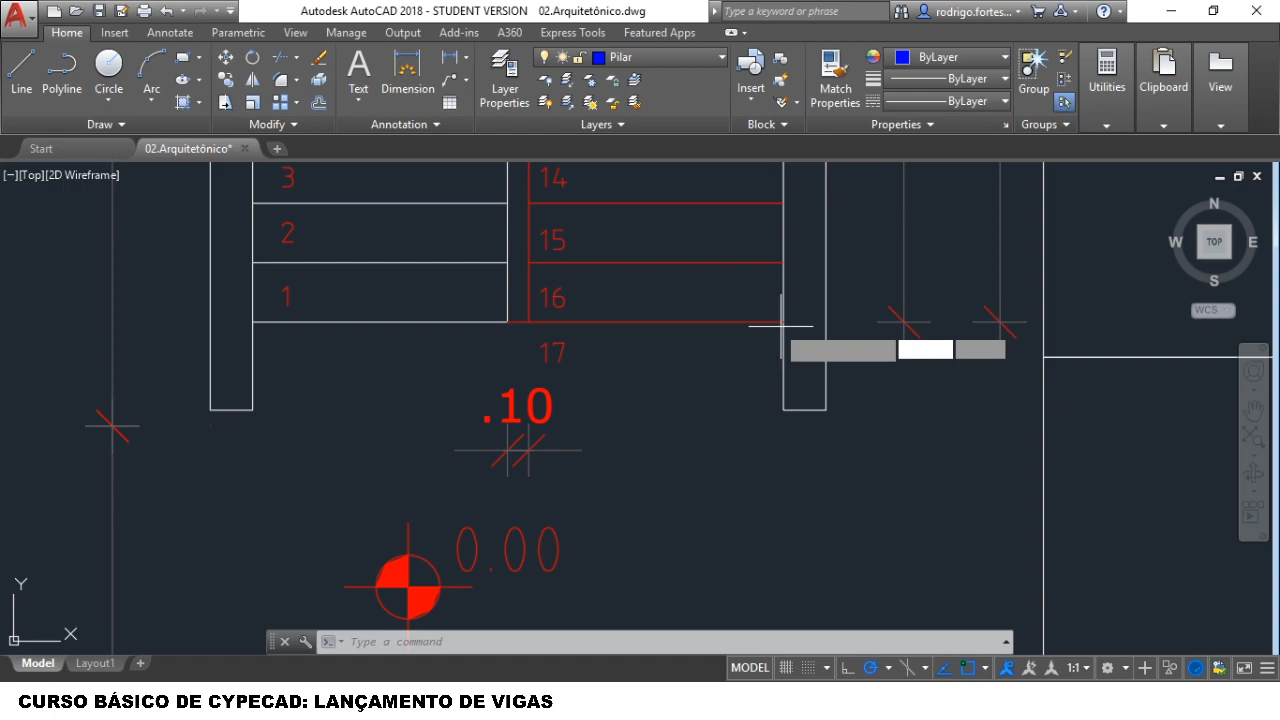 Autodesk AutoCAD 2018 - STUDENT VERSION 02.Arquitetônico.dwg
Type a keyword or phrase
rodrigo.fortes...
Home Insert Annotate Parametric View Manage Output Add-ins A360 Express Tools Featured Apps
Pilar
ByLayer
ByLayer
ByLayer
Line Polyline Circle Arc
Text Dimension
Layer Properties
Insert
Match Properties
Group
Utilities
Clipboard
View
Draw Modify Annotation Layers Block Properties Groups
Start
02.Arquitetônico*
[−][Top][2D Wireframe]
N
W TOP E
S
WCS
3 14
2 15
1 16
17
.10
0.00
Y
X
Type a command
Model Layout1
MODEL
1:1
CURSO BÁSICO DE CYPECAD: LANÇAMENTO DE VIGAS